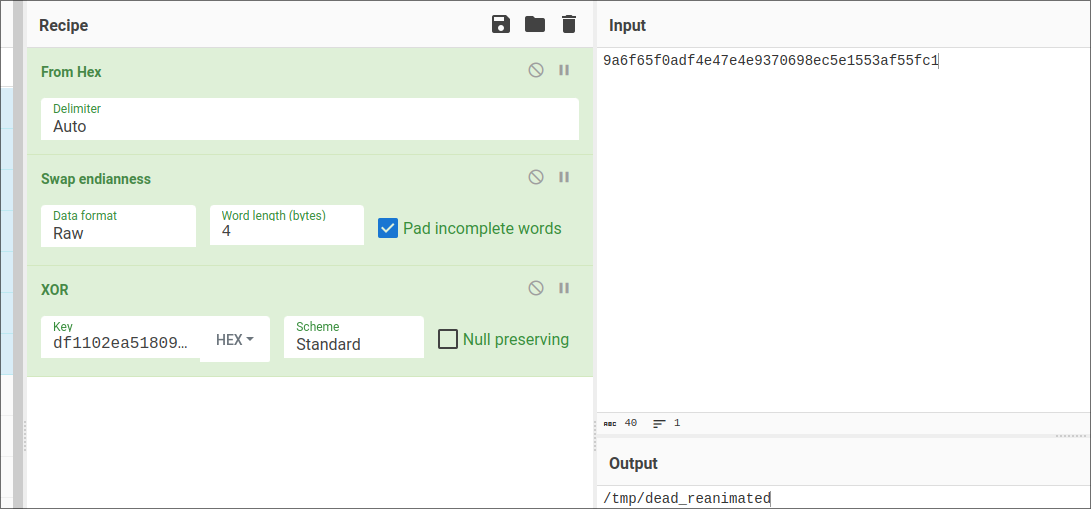 Recipe
From Hex
Delimiter
Auto
Swap endianness
Data format
Raw
Word length (bytes)
4
Pad incomplete words
XOR
Key
df1102ea51809...
HEX
Scheme
Standard
Null preserving
Input
9a6f65f0adf4e47e4e9370698ec5e1553af55fc1
ABC 40 1
Output
/tmp/dead_reanimated